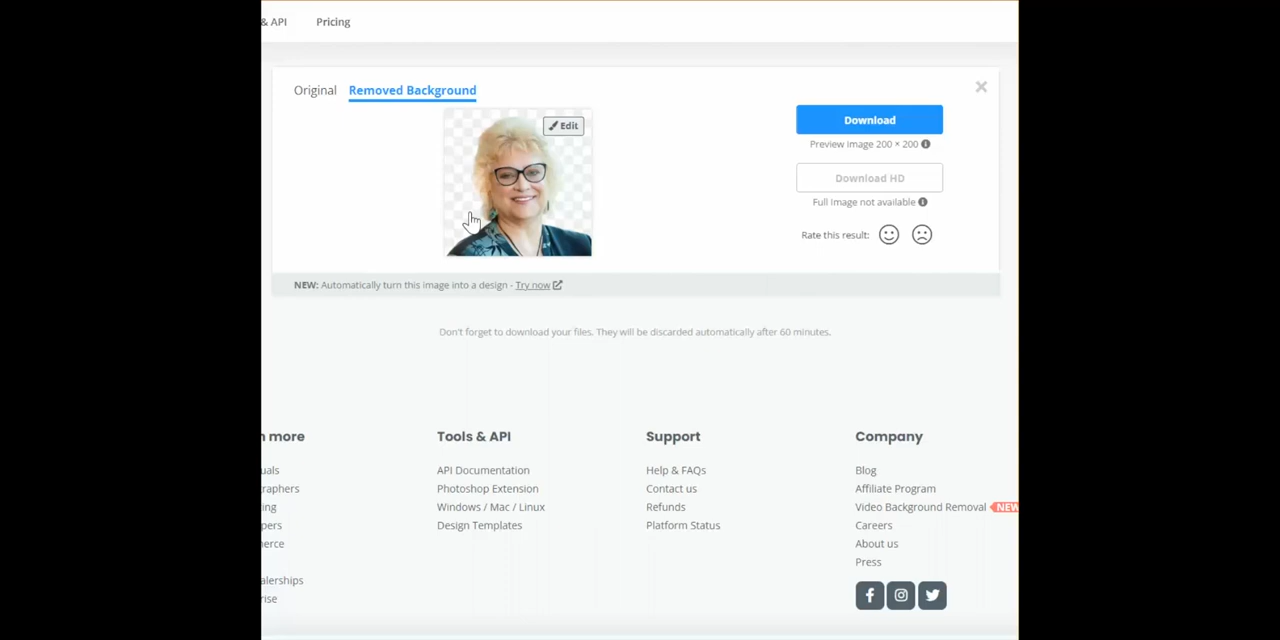 & API Pricing
Original Removed Background
Edit
Download
Preview image 200 × 200
Download HD
Full image not available
Rate this result:
NEW: Automatically turn this image into a design - Try now
Don't forget to download your files. They will be discarded automatically after 60 minutes.
n more
uals
graphers
ing
pers
merce
alerships
rise
Tools & API
API Documentation
Photoshop Extension
Windows / Mac / Linux
Design Templates
Support
Help & FAQs
Contact us
Refunds
Platform Status
Company
Blog
Affiliate Program
Video Background Removal NEW
Careers
About us
Press